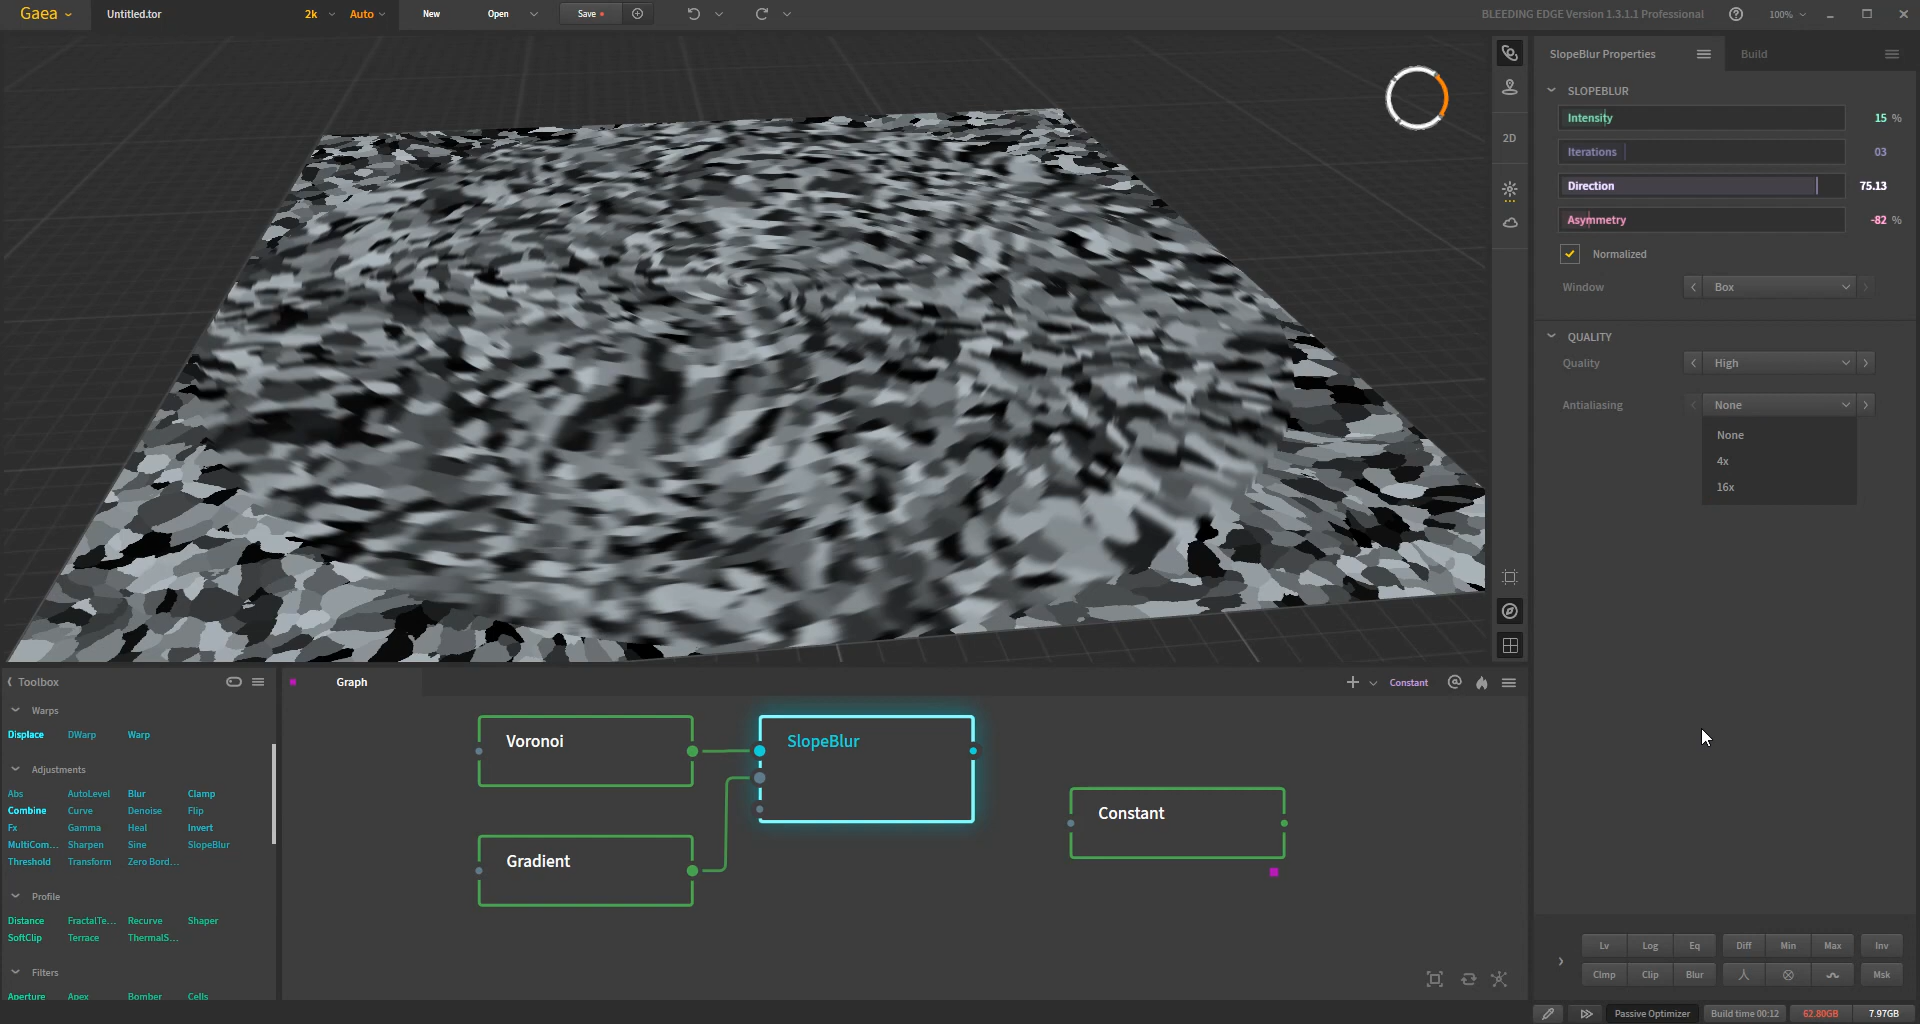 Gaea Untitled.tor 2k Auto New Open Save BLEEDING EDGE Version 1.3.1.1 Professional 100%
SlopeBlur Properties Build
SLOPEBLUR
Intensity 15 %
Iterations 03
Direction 75.13
Asymmetry -82 %
Normalized
Window Box
QUALITY
Quality High
Antialiasing None
None
4x
16x
2D
Toolbox
Warps
Displace DWarp Warp
Adjustments
Abs AutoLevel Blur Clamp
Combine Curve Denoise Flip
Fx Gamma Heal Invert
MultiCom... Sharpen Sine SlopeBlur
Threshold Transform Zero Bord...
Profile
Distance FractalTe... Recurve Shaper
SoftClip Terrace ThermalS...
Filters
Aperture Apex Bomber Cells
Graph Constant
Voronoi
SlopeBlur
Constant
Gradient
Lv Log Eq Diff Min Max Inv
Clmp Clip Blur Msk
Passive Optimizer Build time 00:12 62.80GB 7.97GB